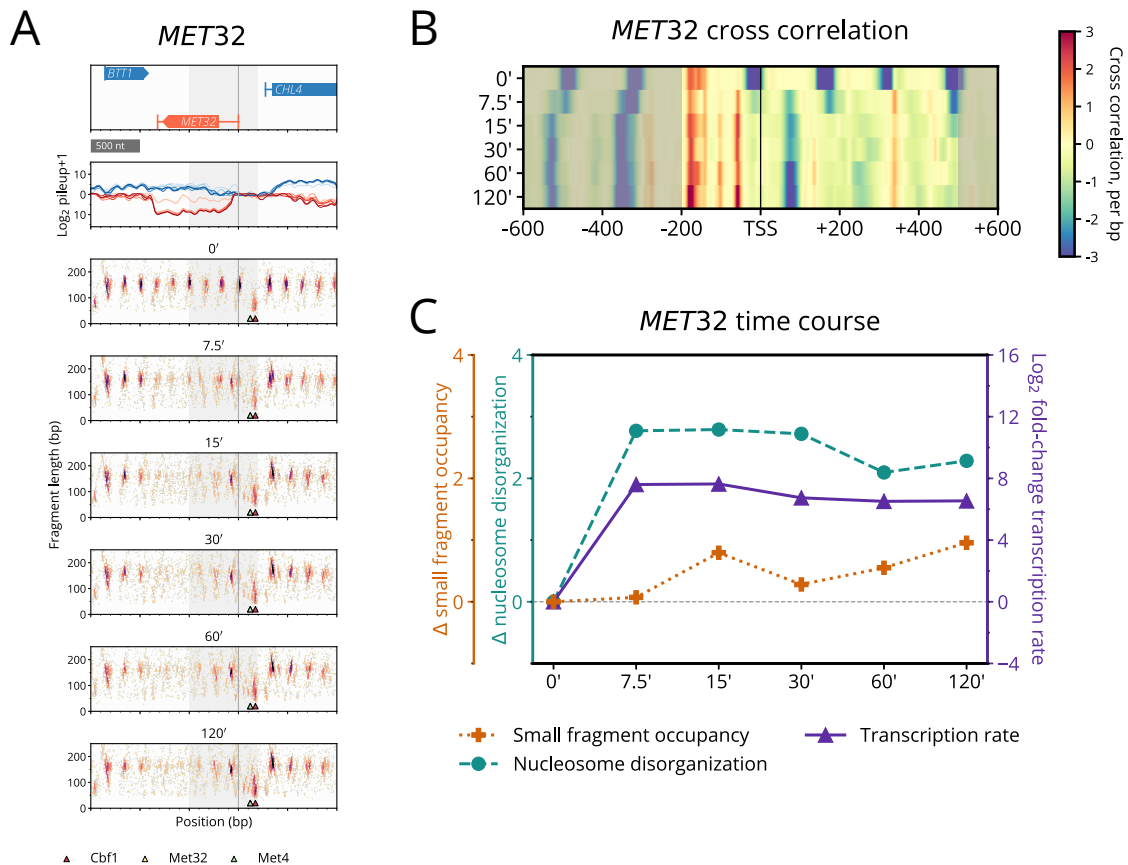 A
MET32
BTT1
CHL4
MET32
500 nt
Log2 pileup+1
10
0
10
0′
200
100
0
7.5′
200
100
0
15′
200
100
0
30′
200
100
0
60′
200
100
0
120′
200
100
0
Fragment length (bp)
Position (bp)
Cbf1 Met32 Met4
B
MET32 cross correlation
0'
7.5'
15'
30'
60'
120'
-600 -400 -200 TSS +200 +400 +600
3
2
1
0
-1
-2
-3
Cross correlation, per bp
C
MET32 time course
Δ small fragment occupancy
4
2
0
Δ nucleosome disorganization
4
2
0
16
12
8
4
0
−4
Log2 fold-change transcription rate
0' 7.5' 15' 30' 60' 120'
Small fragment occupancy
Nucleosome disorganization
Transcription rate